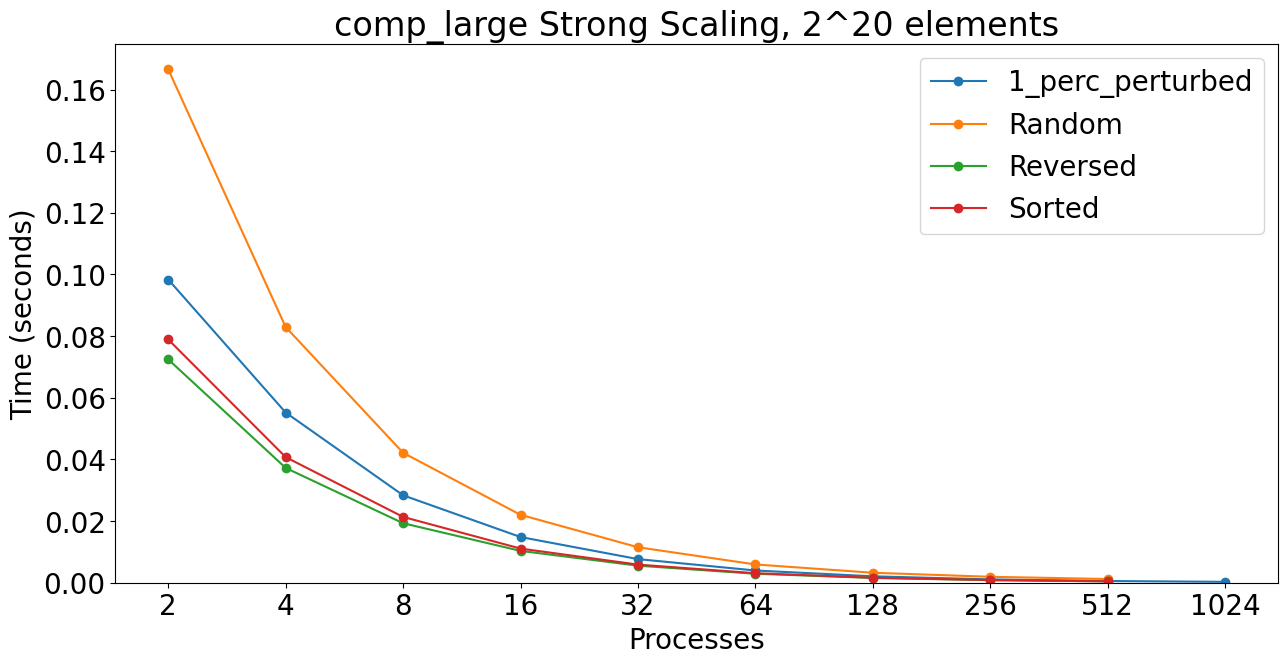 comp_large Strong Scaling, 2^20 elements
1_perc_perturbed
Random
Reversed
Sorted
Time (seconds)
0.16
0.14
0.12
0.10
0.08
0.06
0.04
0.02
0.00
2 4 8 16 32 64 128 256 512 1024
Processes